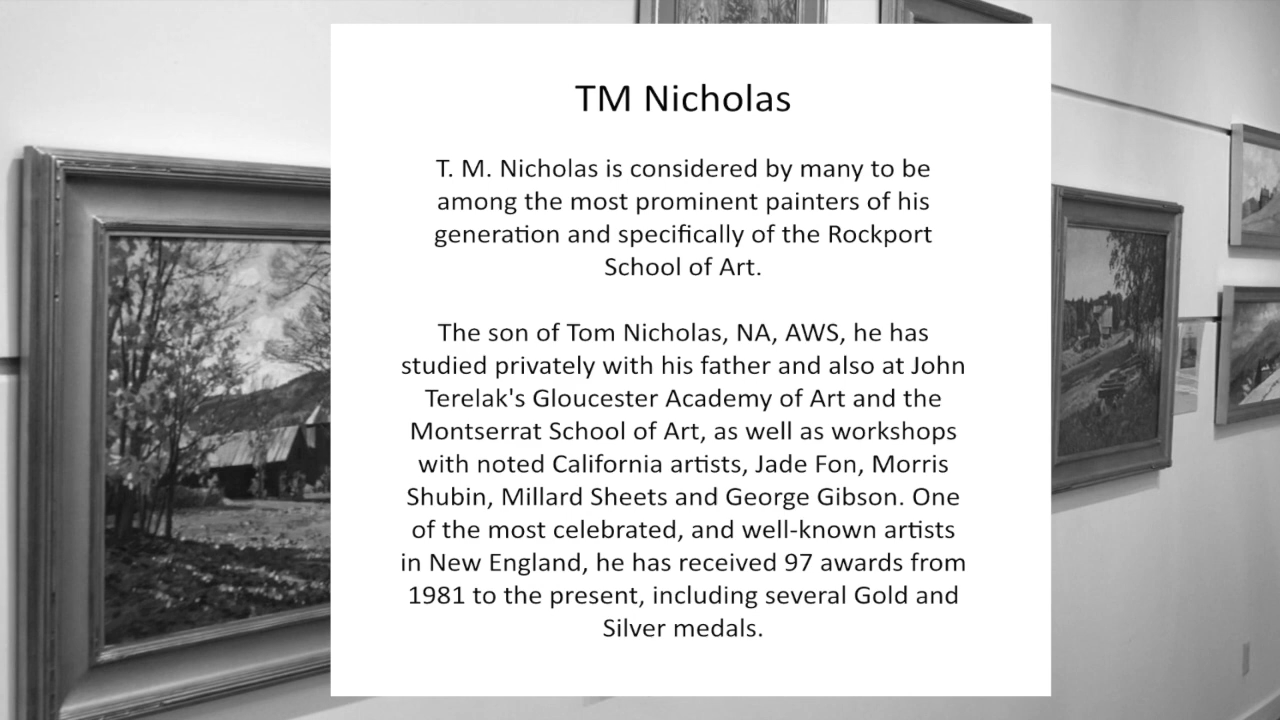 TM Nicholas
T. M. Nicholas is considered by many to be
among the most prominent painters of his
generation and specifically of the Rockport
School of Art.
The son of Tom Nicholas, NA, AWS, he has
studied privately with his father and also at John
Terelak's Gloucester Academy of Art and the
Montserrat School of Art, as well as workshops
with noted California artists, Jade Fon, Morris
Shubin, Millard Sheets and George Gibson. One
of the most celebrated, and well-known artists
in New England, he has received 97 awards from
1981 to the present, including several Gold and
Silver medals.